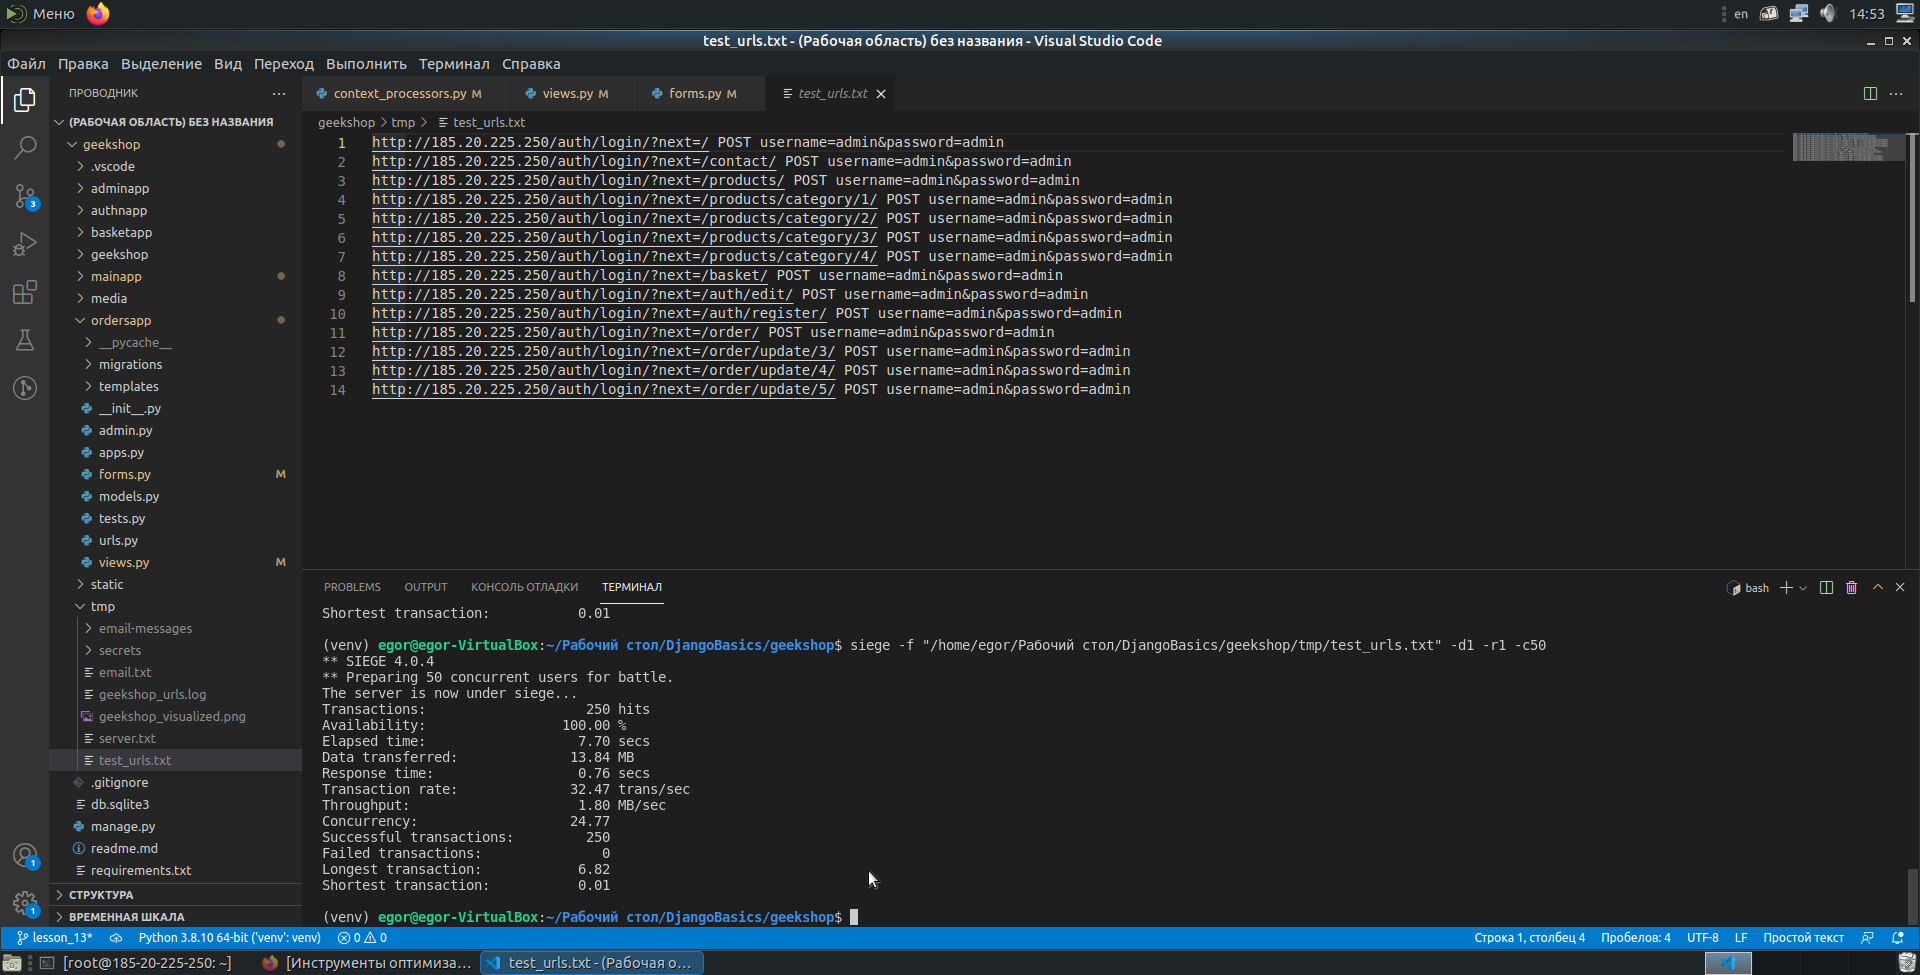 Меню
en
14:53
test_urls.txt - (Рабочая область) без названия - Visual Studio Code
Файл Правка Выделение Вид Переход Выполнить Терминал Справка
ПРОВОДНИК
(РАБОЧАЯ ОБЛАСТЬ) БЕЗ НАЗВАНИЯ
geekshop
.vscode
adminapp
authnapp
basketapp
geekshop
mainapp
media
ordersapp
__pycache__
migrations
templates
__init__.py
admin.py
apps.py
forms.py M
models.py
tests.py
urls.py
views.py M
static
tmp
email-messages
secrets
email.txt
geekshop_urls.log
geekshop_visualized.png
server.txt
test_urls.txt
.gitignore
db.sqlite3
manage.py
readme.md
requirements.txt
СТРУКТУРА
ВРЕМЕННАЯ ШКАЛА
3
1
1
context_processors.py M views.py M forms.py M test_urls.txt
geekshop > tmp > test_urls.txt
1 http://185.20.225.250/auth/login/?next=/ POST username=admin&password=admin
2 http://185.20.225.250/auth/login/?next=/contact/ POST username=admin&password=admin
3 http://185.20.225.250/auth/login/?next=/products/ POST username=admin&password=admin
4 http://185.20.225.250/auth/login/?next=/products/category/1/ POST username=admin&password=admin
5 http://185.20.225.250/auth/login/?next=/products/category/2/ POST username=admin&password=admin
6 http://185.20.225.250/auth/login/?next=/products/category/3/ POST username=admin&password=admin
7 http://185.20.225.250/auth/login/?next=/products/category/4/ POST username=admin&password=admin
8 http://185.20.225.250/auth/login/?next=/basket/ POST username=admin&password=admin
9 http://185.20.225.250/auth/login/?next=/auth/edit/ POST username=admin&password=admin
10 http://185.20.225.250/auth/login/?next=/auth/register/ POST username=admin&password=admin
11 http://185.20.225.250/auth/login/?next=/order/ POST username=admin&password=admin
12 http://185.20.225.250/auth/login/?next=/order/update/3/ POST username=admin&password=admin
13 http://185.20.225.250/auth/login/?next=/order/update/4/ POST username=admin&password=admin
14 http://185.20.225.250/auth/login/?next=/order/update/5/ POST username=admin&password=admin
PROBLEMS OUTPUT КОНСОЛЬ ОТЛАДКИ ТЕРМИНАЛ
bash
Shortest transaction: 0.01
(venv) egor@egor-VirtualBox:~/Рабочий стол/DjangoBasics/geekshop$ siege -f "/home/egor/Рабочий стол/DjangoBasics/geekshop/tmp/test_urls.txt" -d1 -r1 -c50
** SIEGE 4.0.4
** Preparing 50 concurrent users for battle.
The server is now under siege...
Transactions: 250 hits
Availability: 100.00 %
Elapsed time: 7.70 secs
Data transferred: 13.84 MB
Response time: 0.76 secs
Transaction rate: 32.47 trans/sec
Throughput: 1.80 MB/sec
Concurrency: 24.77
Successful transactions: 250
Failed transactions: 0
Longest transaction: 6.82
Shortest transaction: 0.01
(venv) egor@egor-VirtualBox:~/Рабочий стол/DjangoBasics/geekshop$
lesson_13* Python 3.8.10 64-bit ('venv': venv) 0 0
Строка 1, столбец 4 Пробелов: 4 UTF-8 LF Простой текст
[root@185-20-225-250: ~] [Инструменты оптимиза... test_urls.txt - (Рабочая о...